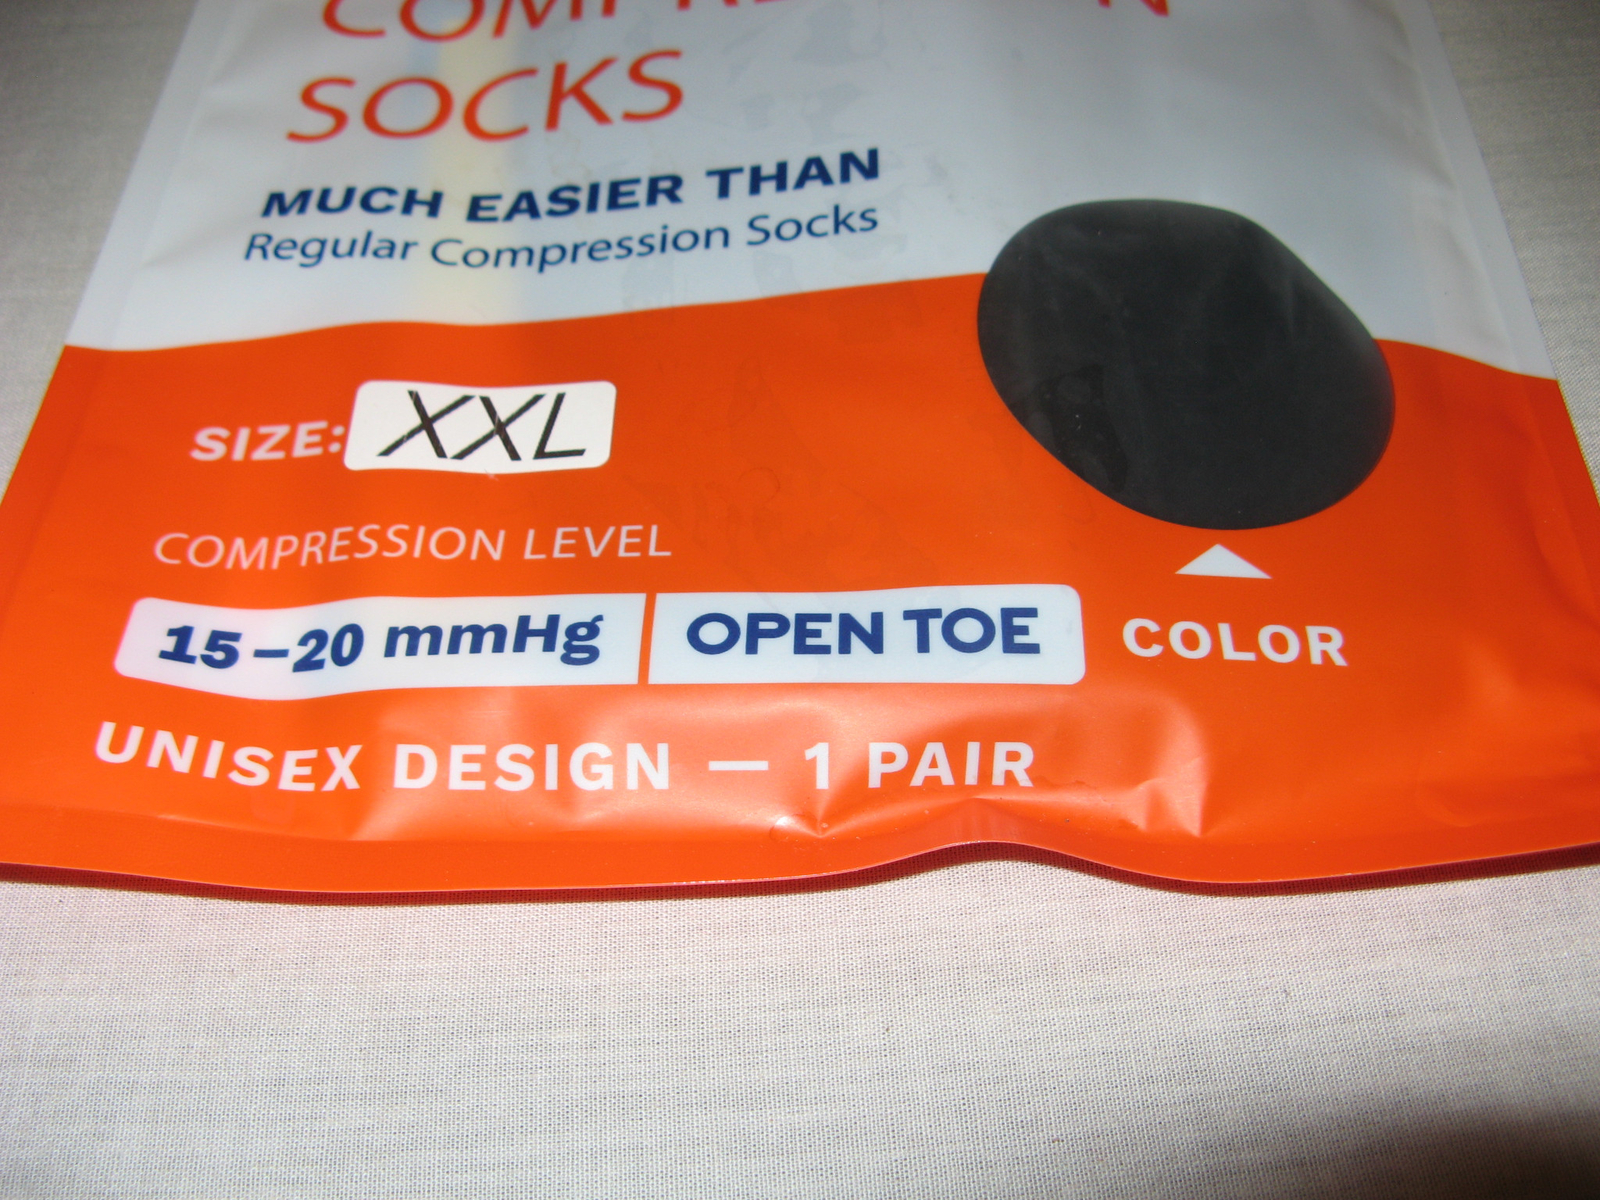 COMPRESSION
SOCKS
MUCH EASIER THAN
Regular Compression Socks
SIZE: XXL
COMPRESSION LEVEL
15-20 mmHg OPEN TOE
COLOR
UNISEX DESIGN — 1 PAIR